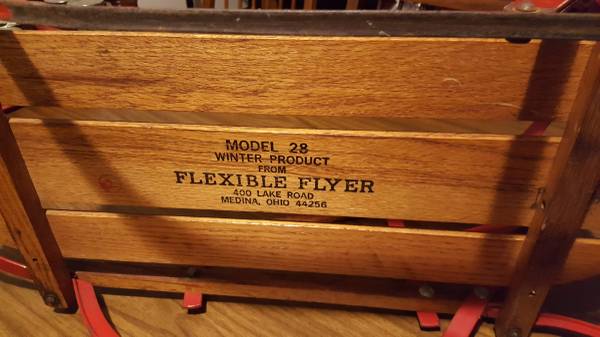 MODEL 28
WINTER PRODUCT
FROM
FLEXIBLE FLYER
400 LAKE ROAD
MEDINA, OHIO 44256